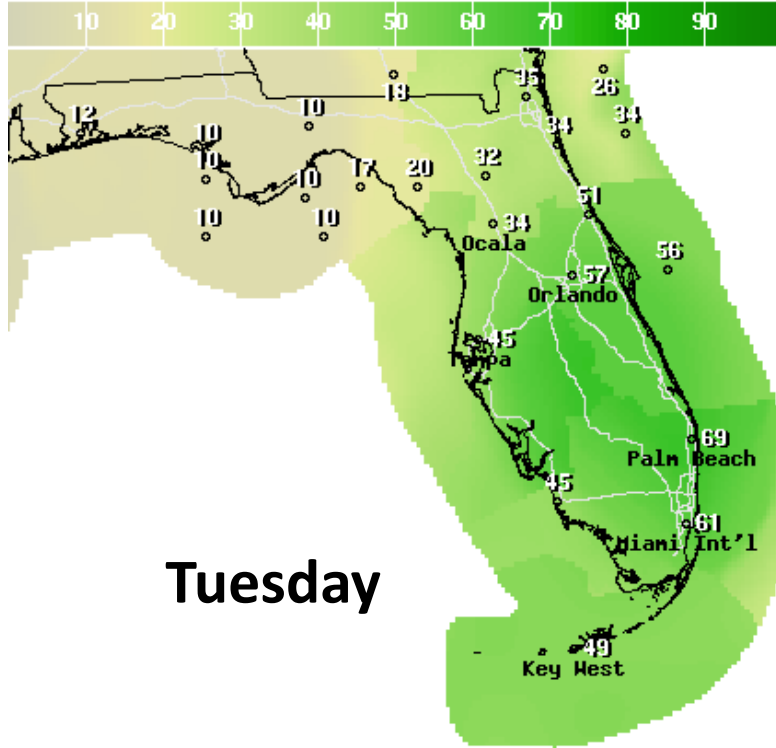 10 20 30 40 50 60 70 80 90
18 35 26
12 10 10 34 34
10 17 20 32
10 51
10 10 34
Ocala 56
57
Orlando
45
Tampa
69
Palm Beach
45
61
Miami Int'l
Tuesday
49
Key West